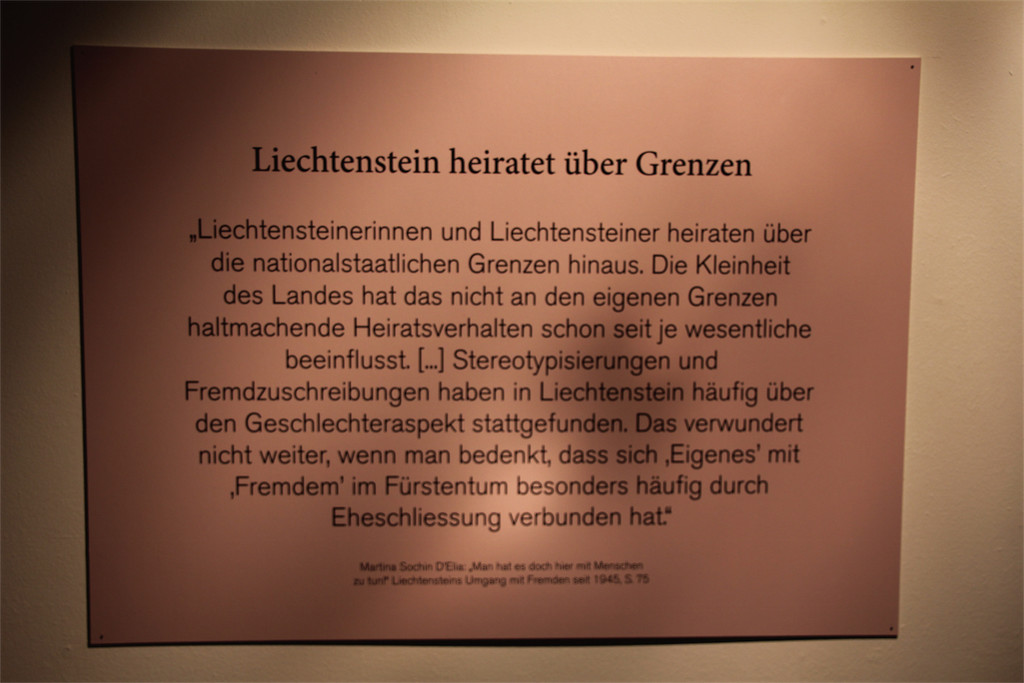 Liechtenstein heiratet über Grenzen
„Liechtensteinerinnen und Liechtensteiner heiraten über
die nationalstaatlichen Grenzen hinaus. Die Kleinheit
des Landes hat das nicht an den eigenen Grenzen
haltmachende Heiratsverhalten schon seit je wesentliche
beeinflusst. [...] Stereotypisierungen und
Fremdzuschreibungen haben in Liechtenstein häufig über
den Geschlechteraspekt stattgefunden. Das verwundert
nicht weiter, wenn man bedenkt, dass sich ‚Eigenes’ mit
‚Fremdem’ im Fürstentum besonders häufig durch
Eheschliessung verbunden hat.“
Martina Sochin D'Elia: „Man hat es doch hier mit Menschen
zu tun!“ Liechtensteins Umgang mit Fremden seit 1945, S. 75